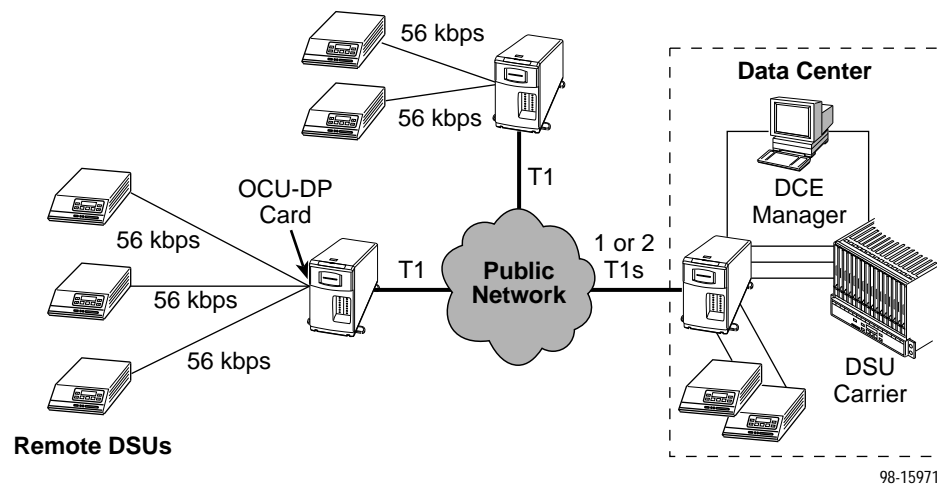 56 kbps
56 kbps
T1
Data Center
DCE
Manager
OCU-DP
Card
56 kbps
56 kbps
56 kbps
T1
Public
Network
1 or 2
T1s
DSU
Carrier
Remote DSUs
98-15971